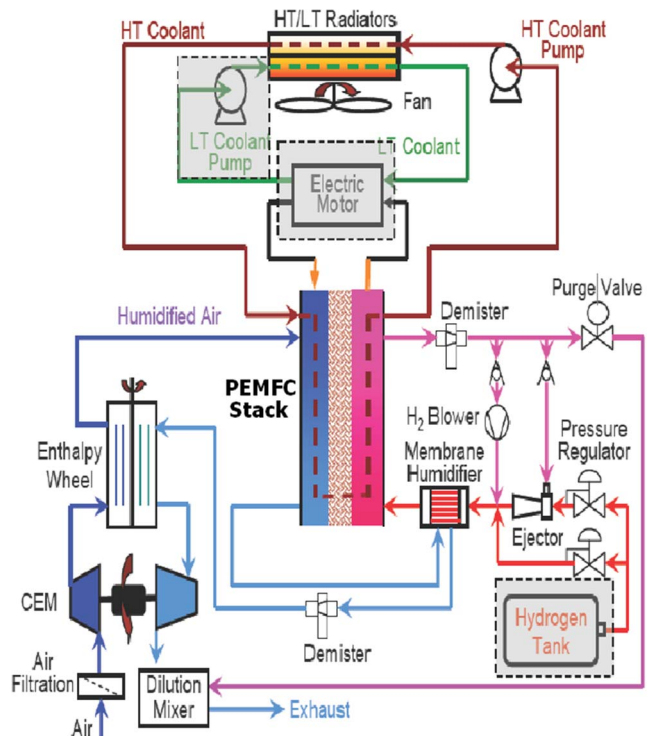 HT/LT Radiators
HT Coolant
HT Coolant
Pump
Fan
LT Coolant
Pump
LT Coolant
Electric
Motor
Purge Valve
Demister
Humidified Air
PEMFC
Stack
H2 Blower
Pressure
Regulator
Membrane
Humidifier
Enthalpy
Wheel
Ejector
CEM
Hydrogen
Tank
Demister
Air
Filtration
Dilution
Mixer
Exhaust
Air